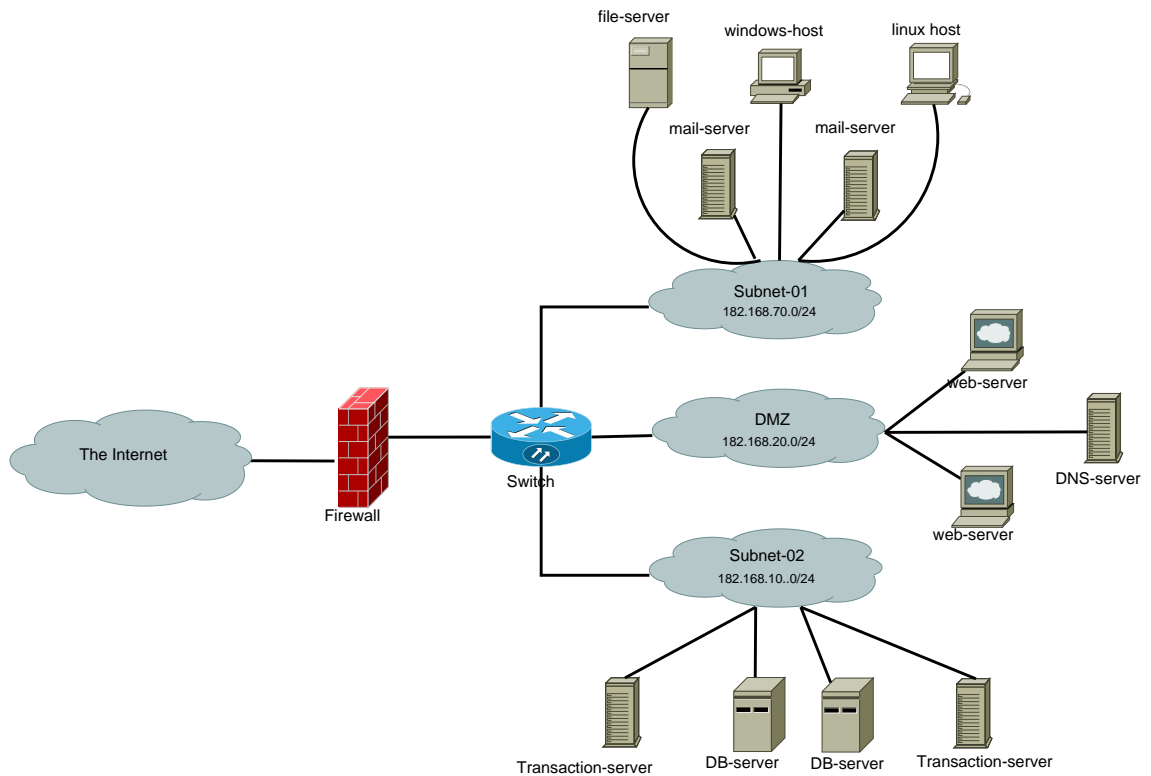 file-server
windows-host
linux host
mail-server
mail-server
Subnet-01
182.168.70.0/24
web-server
The Internet
Firewall
Switch
DMZ
182.168.20.0/24
DNS-server
web-server
Subnet-02
182.168.10..0/24
Transaction-server
DB-server
DB-server
Transaction-server